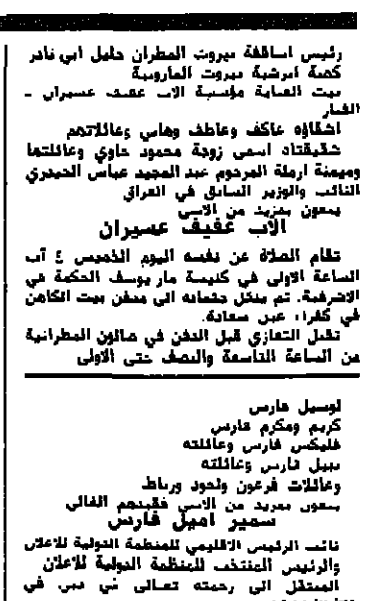 رئيس اساقفة بيروت المطران خليل ابي نادر
كهنة ابرشية بيروت المارونية
بيت العناية مؤسسة الاب عفيف عسيران -
الفنار
اشقاؤه عاكف وعاطف وهاني وعائلاتهم
شقيقتاه اسمى زوجة محمود حاوي وعائلتها
وميمنة ارملة المرحوم عبد المجيد عباس الحيدري
النائب والوزير السابق في العراق
ينعون بمزيد من الاسى
الاب عفيف عسيران
تقام الصلاة عن نفسه اليوم الخميس ٤ آب
الساعة الاولى في كنيسة مار يوسف الحكمة في
الاشرفية. ثم ينقل جثمانه الى مدفن بيت الكاهن
في كفرا، عين سعادة.
تقبل التعازي قبل الدفن في صالون المطرانية
من الساعة التاسعة والنصف حتى الاولى
لوسيل فارس
كريم ومكرم فارس
فليكس فارس وعائلته
نبيل فارس وعائلته
وعائلات فرعون ولحود ورباط
ينعون بمزيد من الاسى فقيدهم الغالي
سمير اميل فارس
نائب الرئيس الاقليمي للمنظمة الدولية للاعلان
والرئيس المنتخب للمنظمة الدولية للاعلان
المنتقل الى رحمته تعالى في دبي في